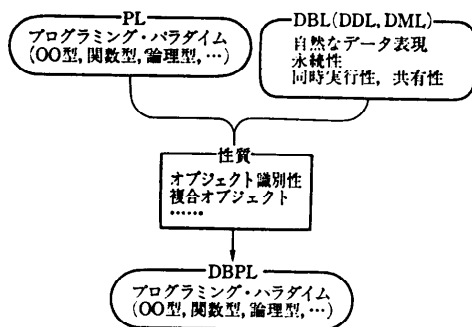 PL
プログラミング・パラダイム
(OO型,関数型,論理型,…)
DBL(DDL,DML)
自然なデータ表現
永続性
同時実行性,共有性
性質
オブジェクト識別性
複合オブジェクト
……
DBPL
プログラミング・パラダイム
(OO型,関数型,論理型,…)